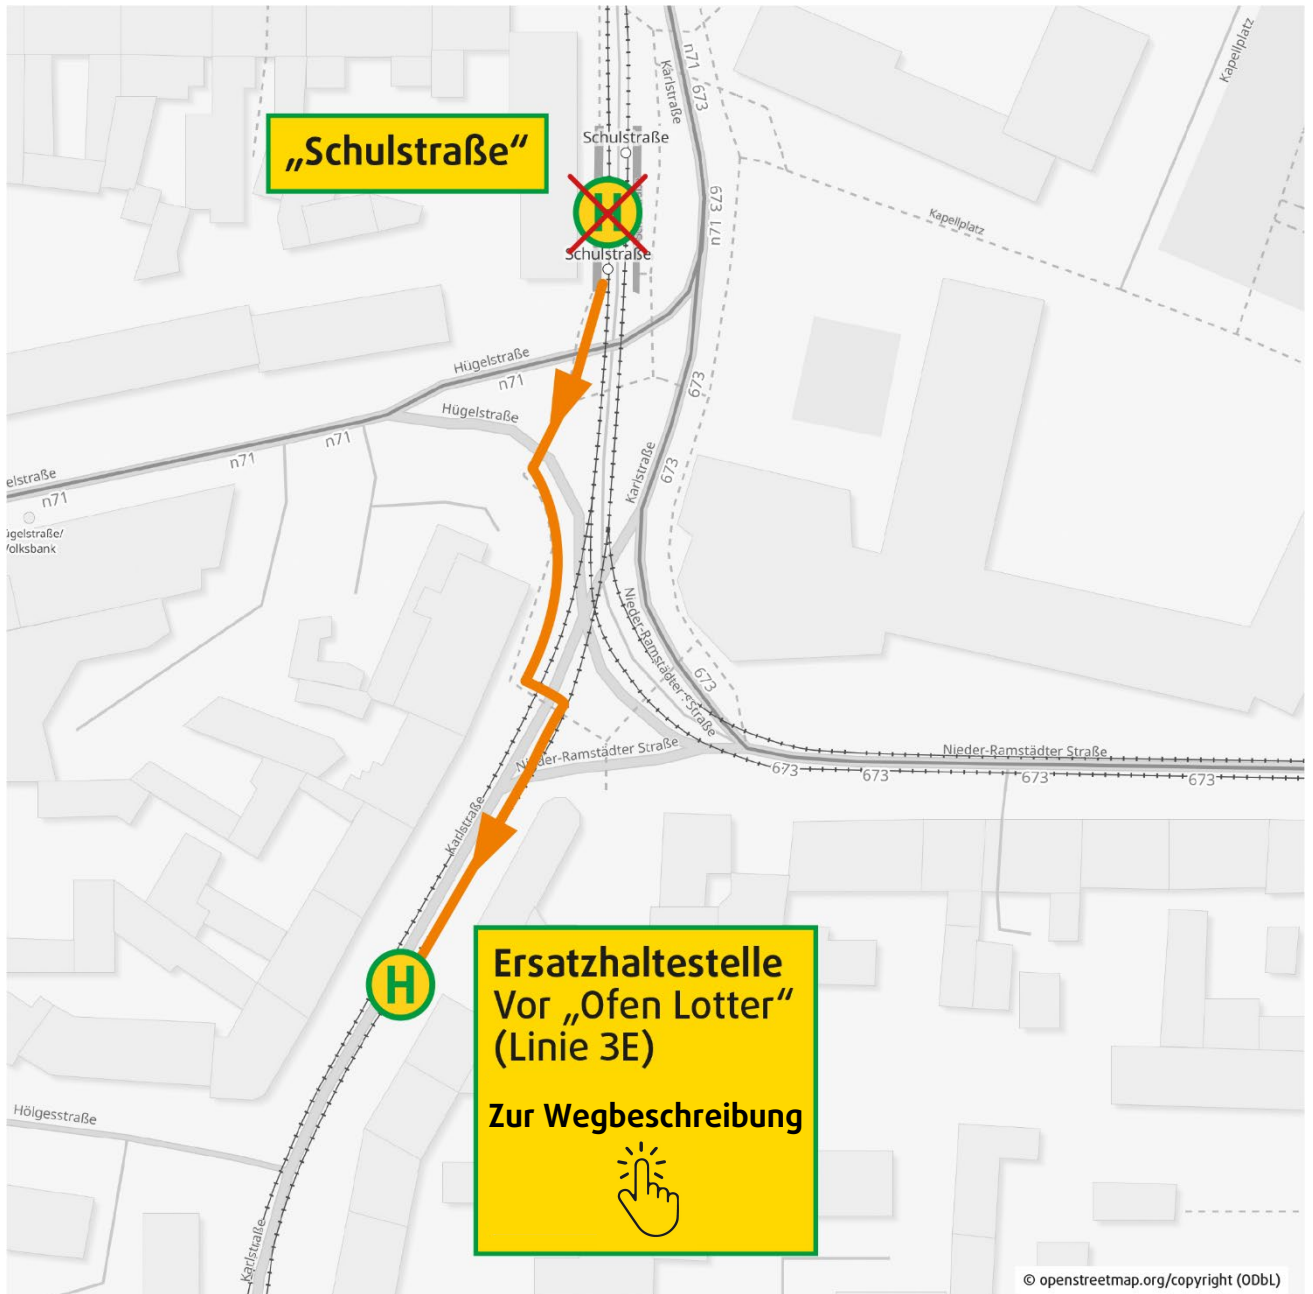 Kapellplatz
n71
673
Karlstraße
„Schulstraße“
Schulstraße
H
Schulstraße
673
n71
Kapellplatz
Hügelstraße
n71
673
Hügelstraße
n71
n71
elstraße
n71
Karlstraße
673
ügelstraße/
Volksbank
Nieder-Ramstädter-Straße
673
Nieder-Ramstädter Straße
Nieder-Ramstädter Straße
673
673
673
673
Karlstraße
H
Ersatzhaltestelle
Vor „Ofen Lotter“
(Linie 3E)
Zur Wegbeschreibung
Hölgesstraße
Karlstraße
© openstreetmap.org/copyright (ODbL)